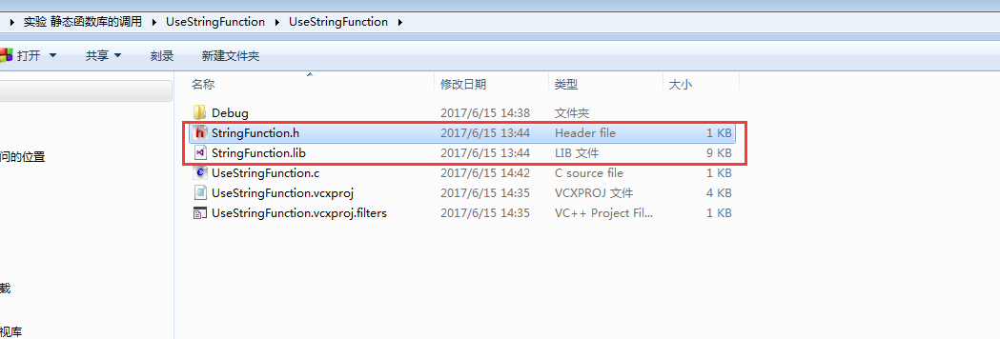 实验 静态函数库的调用 UseStringFunction UseStringFunction
打开 共享 刻录 新建文件夹
名称 修改日期 类型 大小
Debug 2017/6/15 14:38 文件夹
StringFunction.h 2017/6/15 13:44 Header file 1 KB
问的位置
StringFunction.lib 2017/6/15 13:44 LIB 文件 9 KB
UseStringFunction.c 2017/6/15 14:42 C source file 1 KB
UseStringFunction.vcxproj 2017/6/15 14:35 VCXPROJ 文件 4 KB
UseStringFunction.vcxproj.filters 2017/6/15 14:35 VC++ Project Fil... 1 KB
载
视库